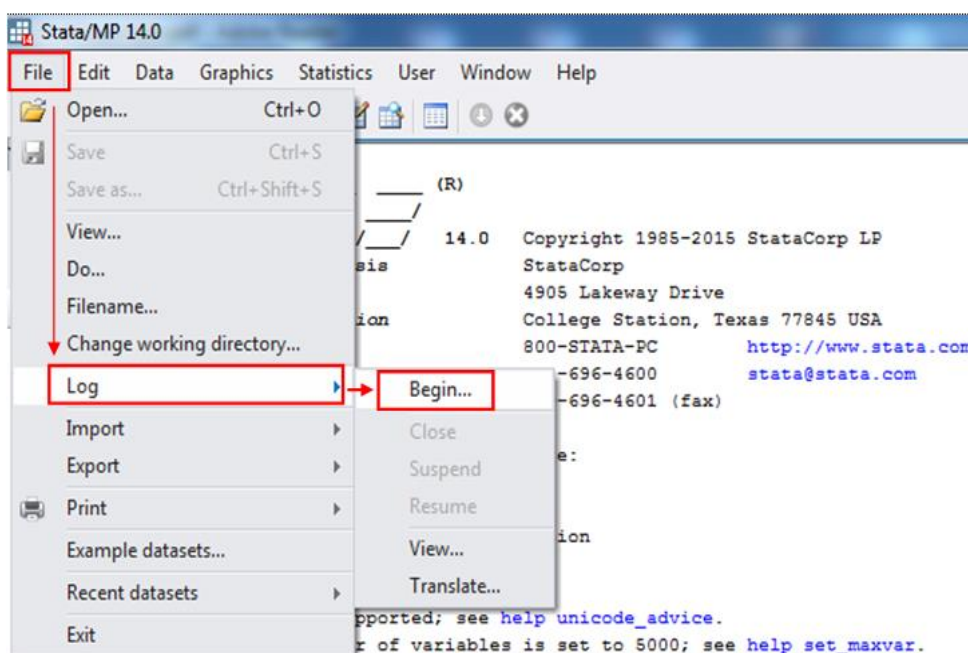 Stata/MP 14.0
File Edit Data Graphics Statistics User Window Help
Open... Ctrl+O
Save Ctrl+S
Save as... Ctrl+Shift+S
View...
Do...
Filename...
Change working directory...
Log
Import
Export
Print
Example datasets...
Recent datasets
Exit
Begin...
Close
Suspend
Resume
View...
Translate...
(R)
14.0 Copyright 1985-2015 StataCorp LP
sis StataCorp
4905 Lakeway Drive
ion College Station, Texas 77845 USA
800-STATA-PC http://www.stata.com
-696-4600 stata@stata.com
-696-4601 (fax)
e:
ion
pported; see help unicode_advice.
r of variables is set to 5000; see help set_maxvar.